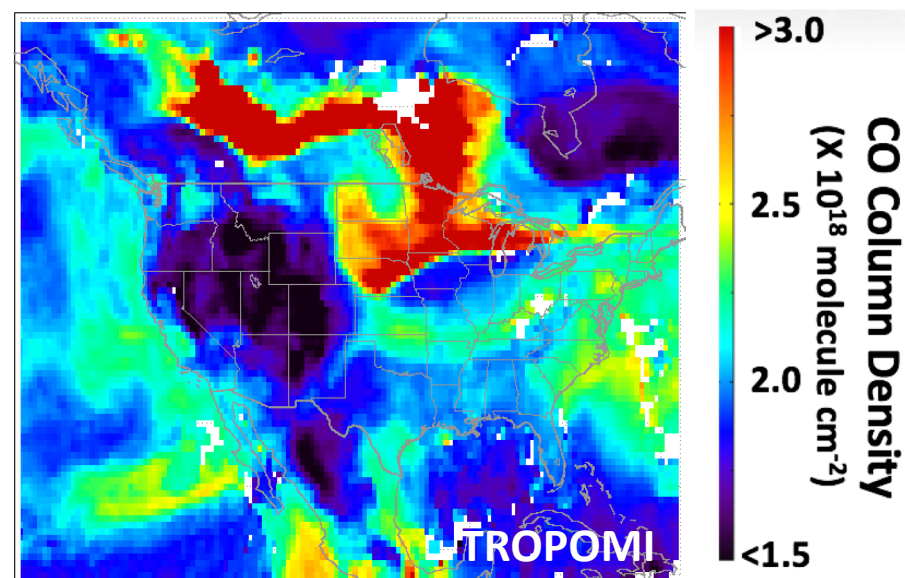 >3.0
2.5
2.0
<1.5
CO Column Density
(X 10¹⁸ molecule cm⁻²)
TROPOMI